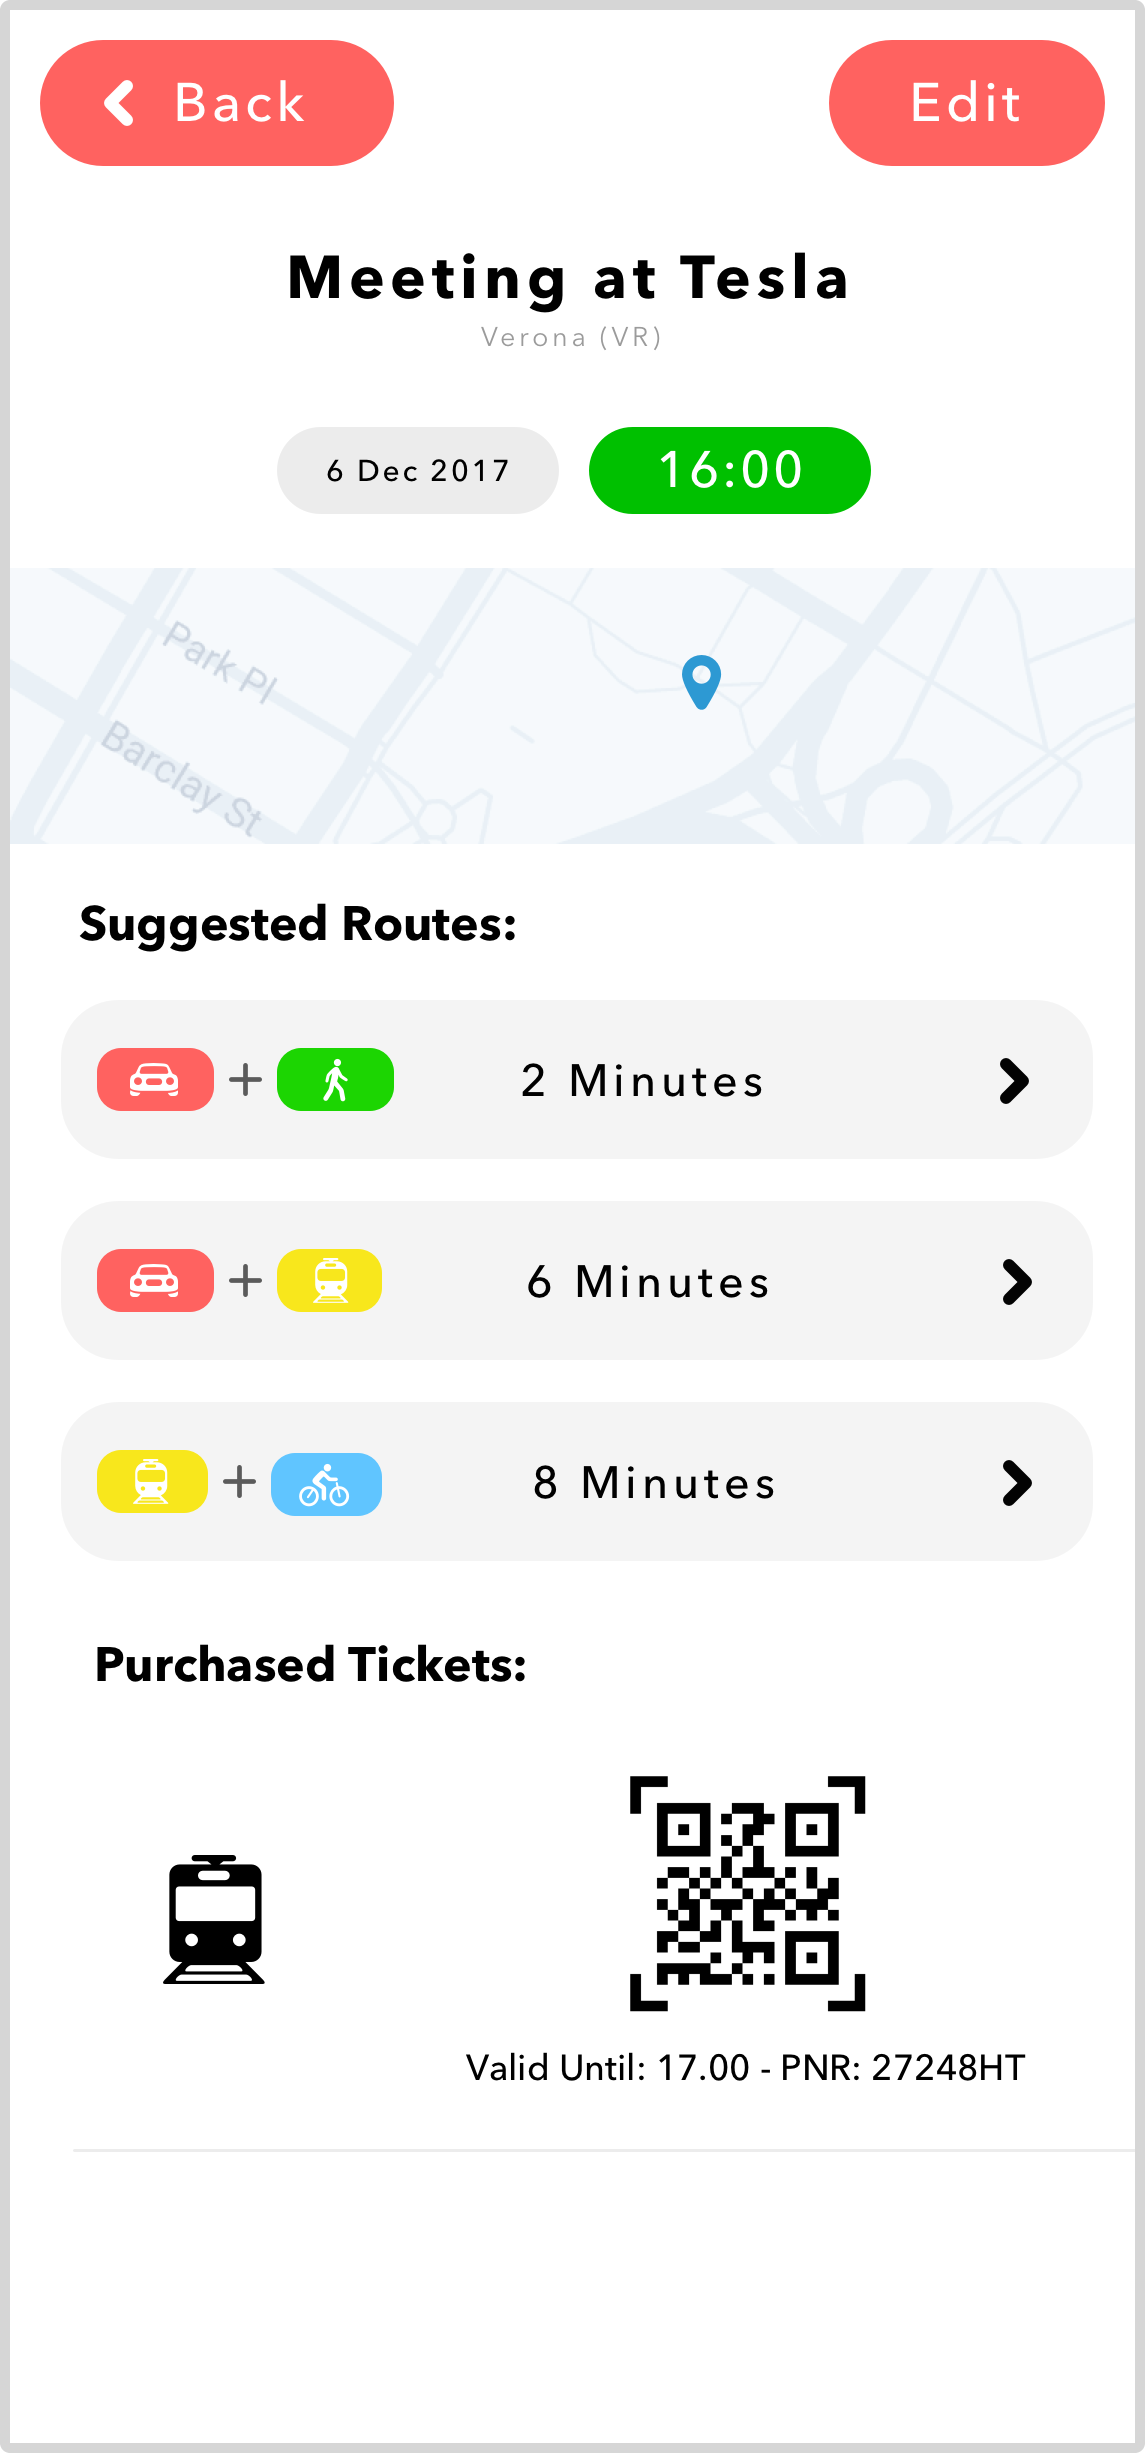 Back
Edit
Meeting at Tesla
Verona (VR)
6 Dec 2017
16:00
Park Pl
Barclay St
Suggested Routes:
2 Minutes
6 Minutes
8 Minutes
Purchased Tickets:
Valid Until: 17.00 - PNR: 27248HT